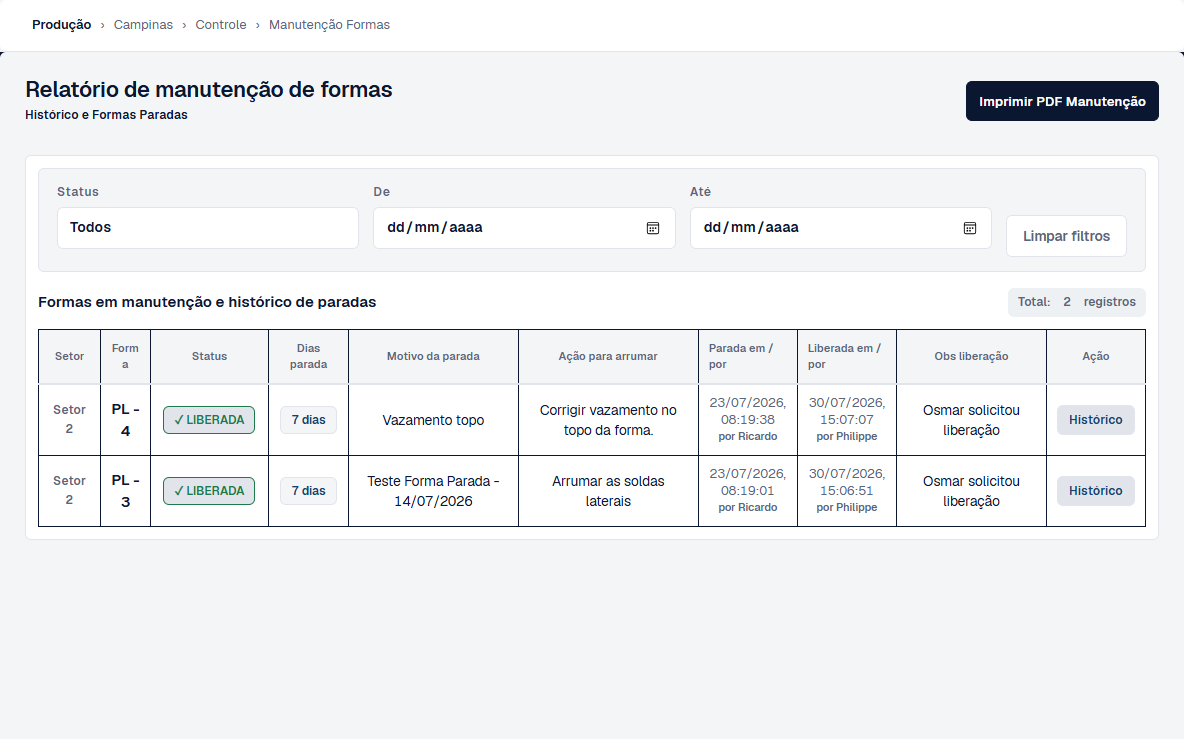 Produção › Campinas › Controle › Manutenção Formas
Relatório de manutenção de formas
Histórico e Formas Paradas
Imprimir PDF Manutenção
Status
De
Até
Todos
dd/mm/aaaa
dd/mm/aaaa
Limpar filtros
Formas em manutenção e histórico de paradas
Total: 2 registros
Setor
Form
a
Status
Dias
parada
Motivo da parada
Ação para arrumar
Parada em /
por
Liberada em /
por
Obs liberação
Ação
Setor
2
PL -
4
✓ LIBERADA
7 dias
Vazamento topo
Corrigir vazamento no
topo da forma.
23/07/2026,
08:19:38
por Ricardo
30/07/2026,
15:07:07
por Philippe
Osmar solicitou
liberação
Histórico
Setor
2
PL -
3
✓ LIBERADA
7 dias
Teste Forma Parada -
14/07/2026
Arrumar as soldas
laterais
23/07/2026,
08:19:01
por Ricardo
30/07/2026,
15:06:51
por Philippe
Osmar solicitou
liberação
Histórico